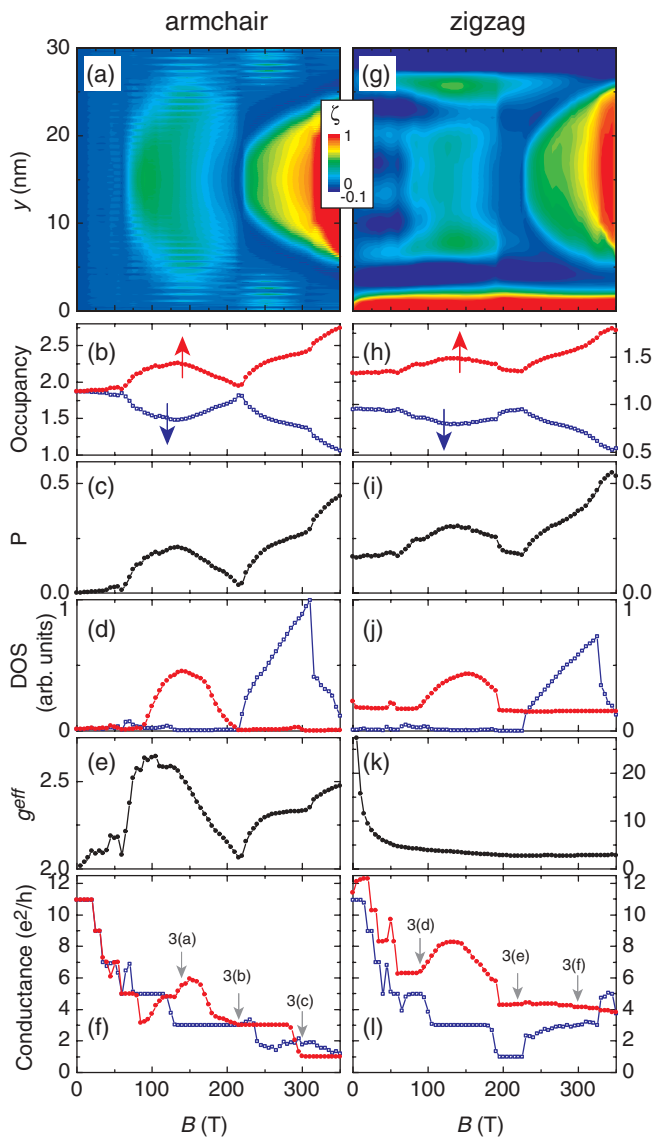 armchair
zigzag
(a)
(g)
ζ
1
0
-0.1
30
20
10
0
y (nm)
(b)
(h)
2.5
2.0
1.5
1.0
Occupancy
1.5
1.0
0.5
(c)
(i)
0.5
0.0
P
0.5
0.0
(d)
(j)
1
0
DOS
(arb. units)
1
0
(e)
(k)
2.5
2.0
g^eff
20
10
0
(f)
(l)
12
10
8
6
4
2
0
Conductance (e²/h)
3(a)
3(b)
3(c)
3(d)
3(e)
3(f)
12
10
8
6
4
2
0
0 100 200 300
0 100 200 300
B (T)
B (T)